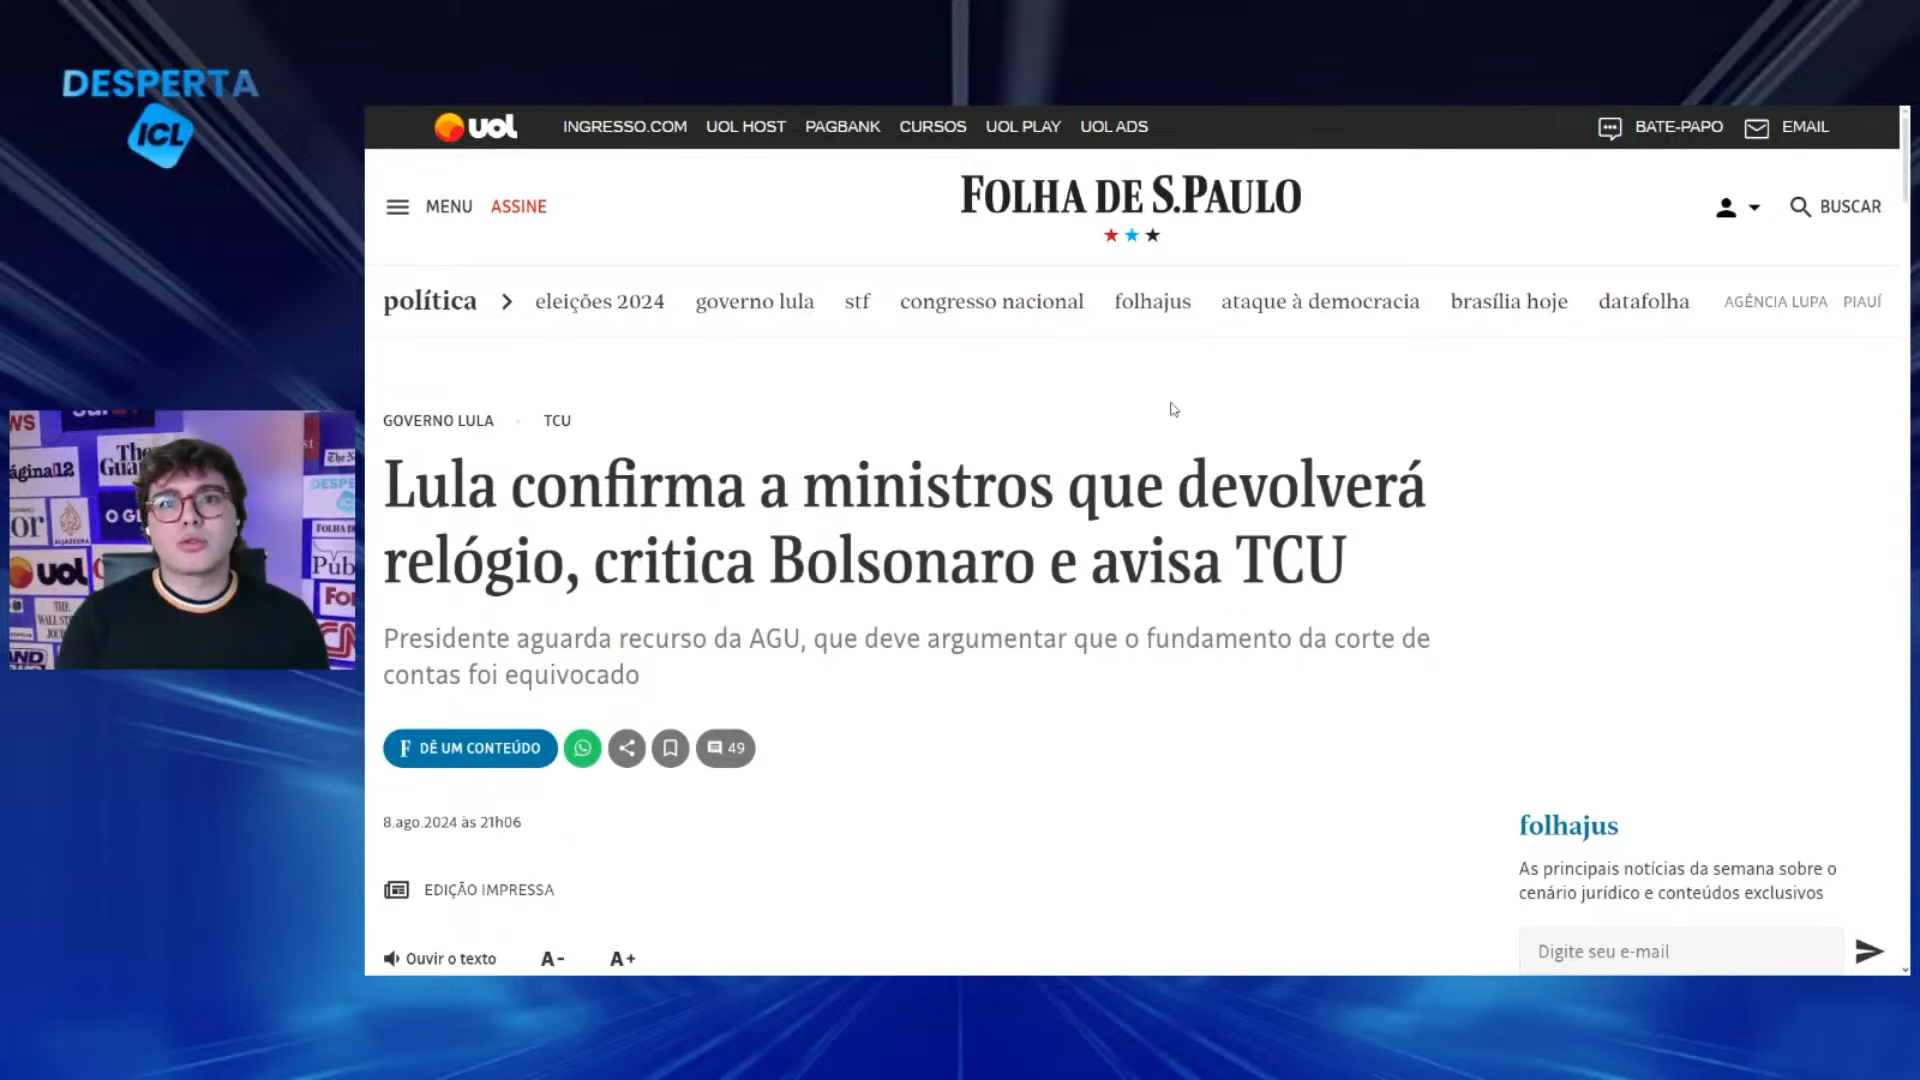 DESPERTA
ICL
uol INGRESSO.COM UOL HOST PAGBANK CURSOS UOL PLAY UOL ADS BATE-PAPO EMAIL
MENU ASSINE FOLHA DE S.PAULO BUSCAR
política eleições 2024 governo lula stf congresso nacional folhajus ataque à democracia brasília hoje datafolha AGÊNCIA LUPA PIAUÍ
GOVERNO LULA TCU
Lula confirma a ministros que devolverá
relógio, critica Bolsonaro e avisa TCU
Presidente aguarda recurso da AGU, que deve argumentar que o fundamento da corte de
contas foi equivocado
F DÊ UM CONTEÚDO 49
8.ago.2024 às 21h06
EDIÇÃO IMPRESSA
Ouvir o texto A- A+
folhajus
As principais notícias da semana sobre o
cenário jurídico e conteúdos exclusivos
Digite seu e-mail
The
uol
THE